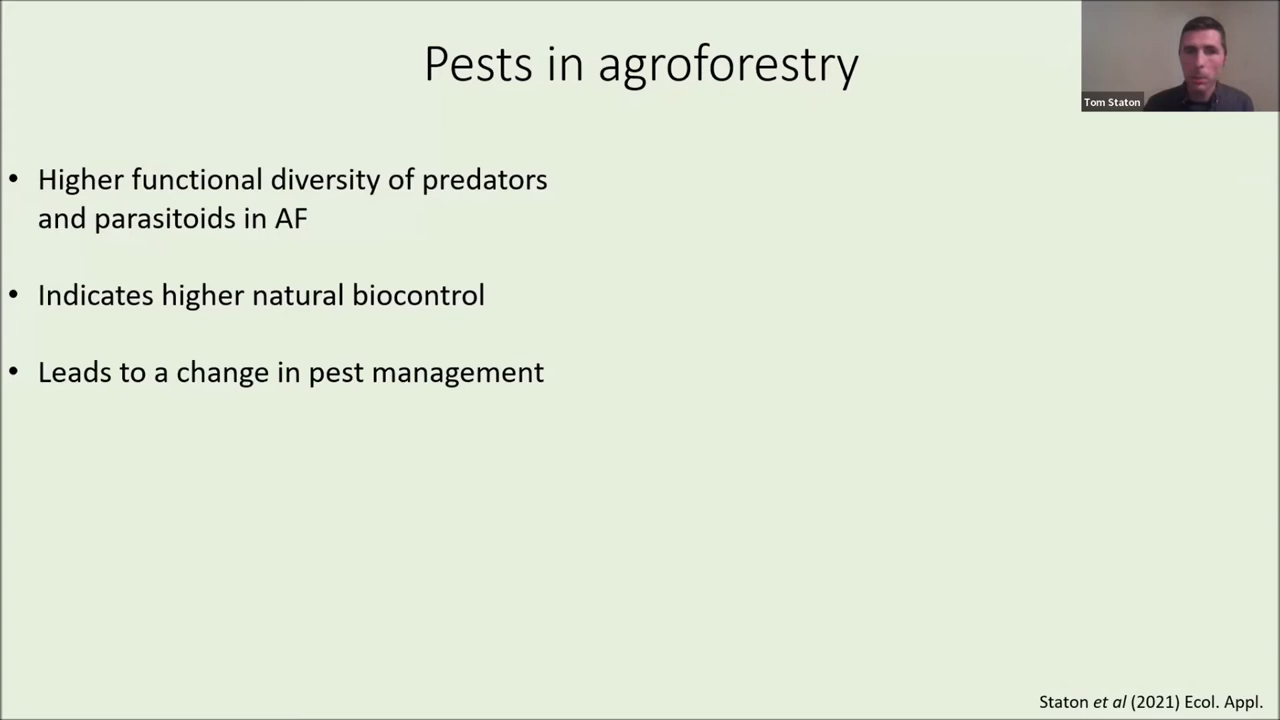 Pests in agroforestry
Tom Staton
• Higher functional diversity of predators
and parasitoids in AF
• Indicates higher natural biocontrol
• Leads to a change in pest management
Staton et al (2021) Ecol. Appl.